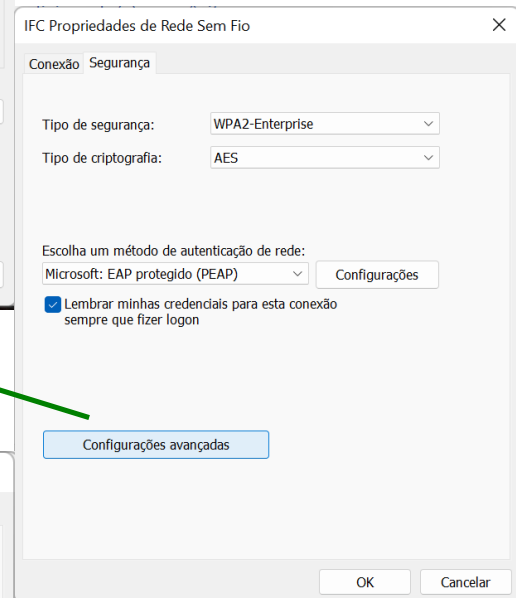 IFC Propriedades de Rede Sem Fio
Conexão Segurança
Tipo de segurança: WPA2-Enterprise
Tipo de criptografia: AES
Escolha um método de autenticação de rede:
Microsoft: EAP protegido (PEAP) Configurações
Lembrar minhas credenciais para esta conexão
sempre que fizer logon
Configurações avançadas
OK Cancelar